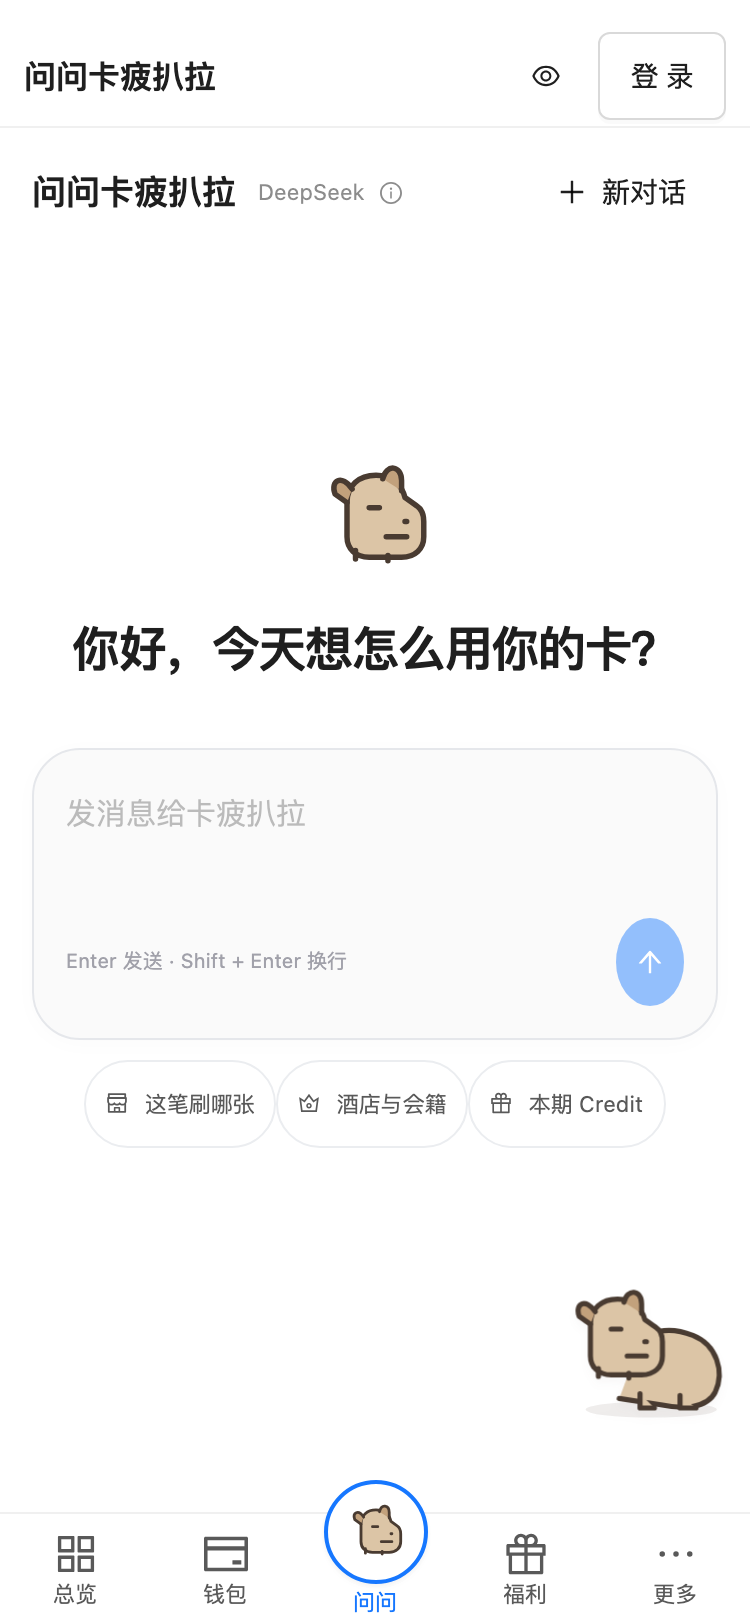 问问卡疲扒拉
登 录
问问卡疲扒拉 DeepSeek
新对话
你好，今天想怎么用你的卡？
发消息给卡疲扒拉
Enter 发送 · Shift + Enter 换行
这笔刷哪张 酒店与会籍 本期 Credit
总览 钱包 问问 福利 更多